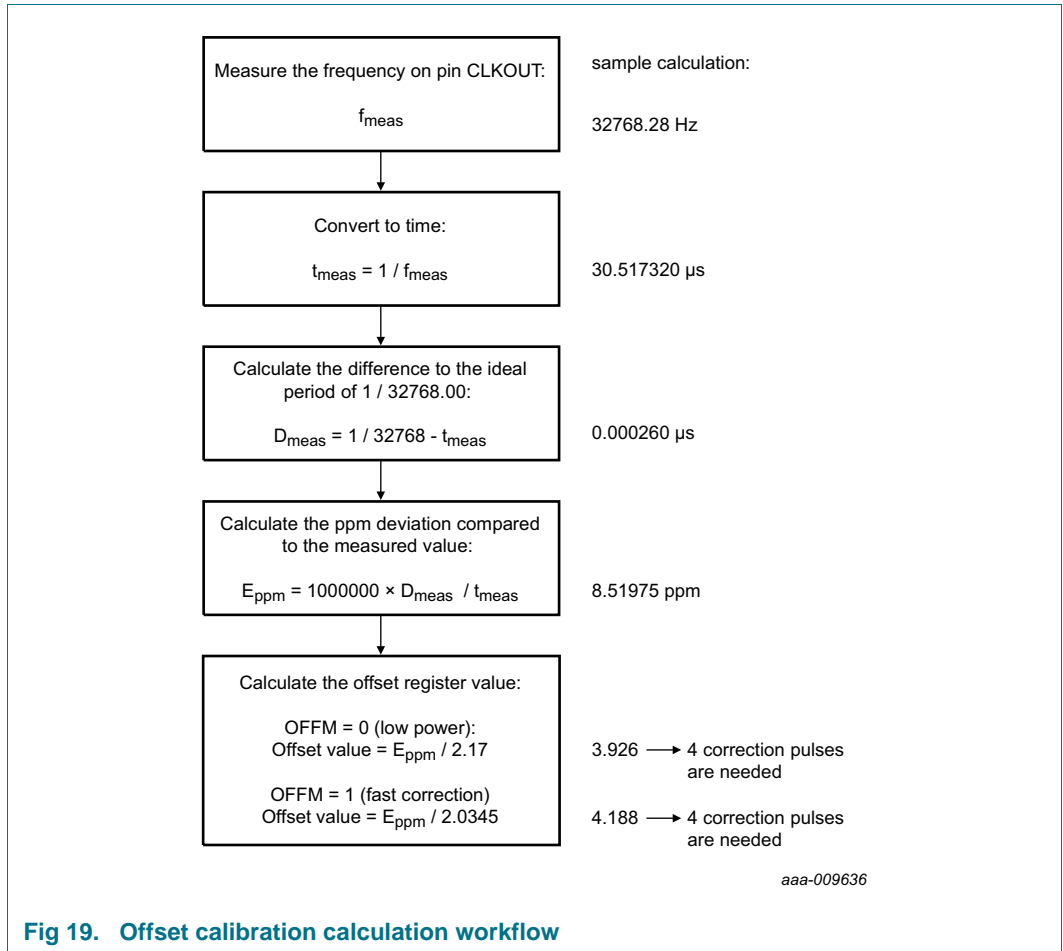 Measure the frequency on pin CLKOUT:
fmeas
sample calculation:
32768.28 Hz
Convert to time:
tmeas = 1 / fmeas
30.517320 μs
Calculate the difference to the ideal
period of 1 / 32768.00:
Dmeas = 1 / 32768 - tmeas
0.000260 μs
Calculate the ppm deviation compared
to the measured value:
Eppm = 1000000 × Dmeas / tmeas
8.51975 ppm
Calculate the offset register value:
OFFM = 0 (low power):
Offset value = Eppm / 2.17
3.926 → 4 correction pulses
are needed
OFFM = 1 (fast correction)
Offset value = Eppm / 2.0345
4.188 → 4 correction pulses
are needed
aaa-009636
Fig 19. Offset calibration calculation workflow